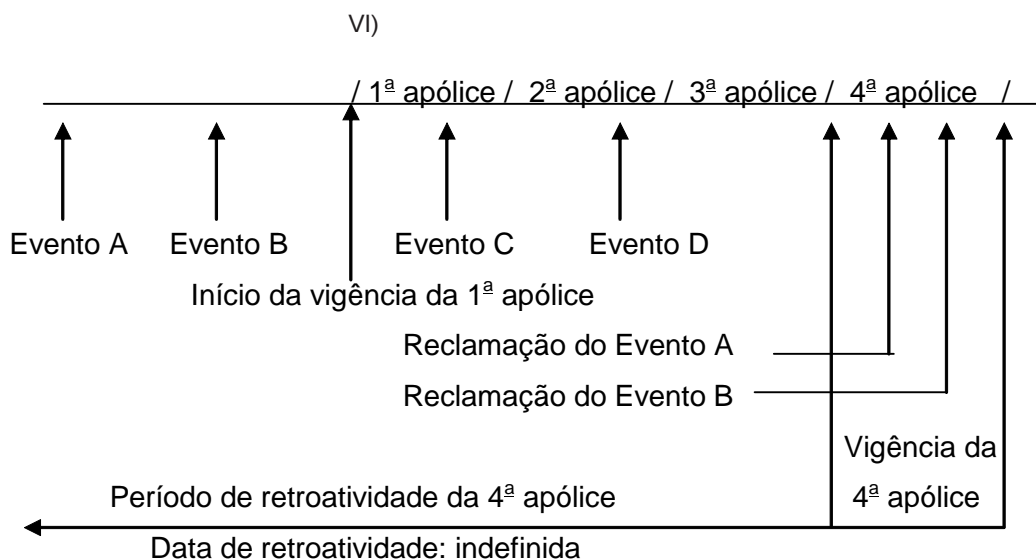 VI)
/ 1ª apólice / 2ª apólice / 3ª apólice / 4ª apólice /
Evento A Evento B Evento C Evento D
Início da vigência da 1ª apólice
Reclamação do Evento A
Reclamação do Evento B
Vigência da
Período de retroatividade da 4ª apólice 4ª apólice
Data de retroatividade: indefinida